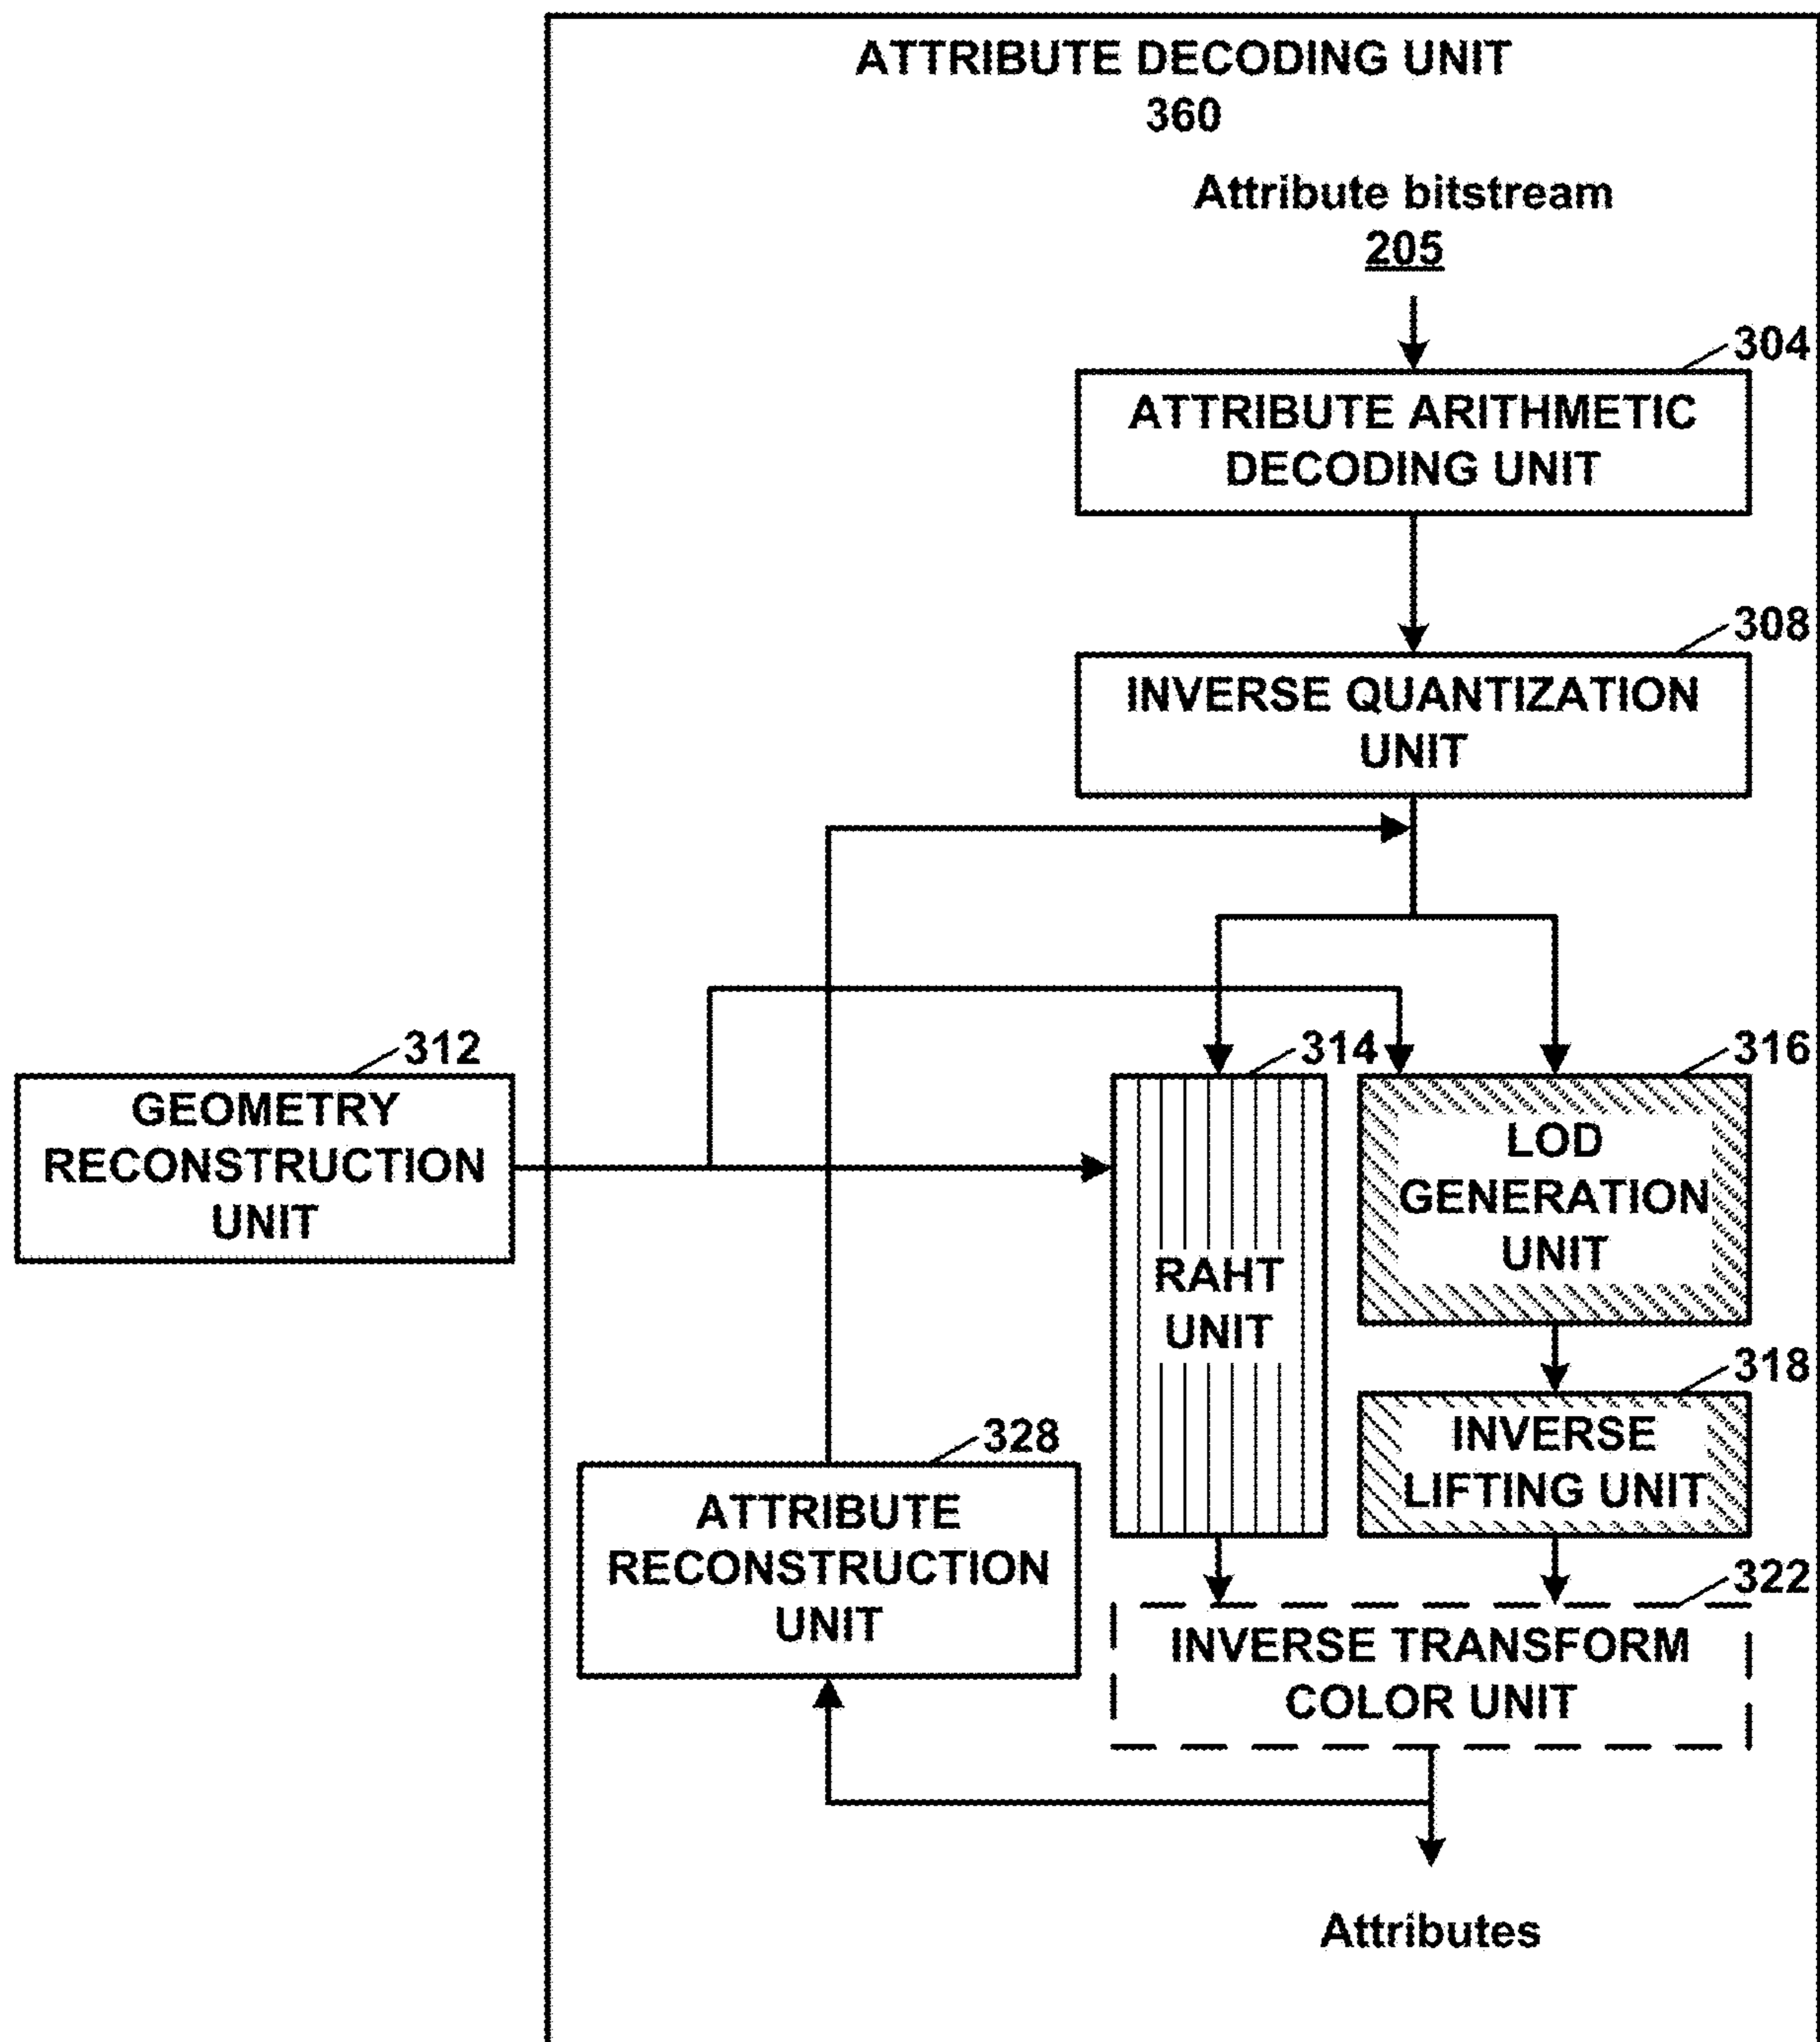 ATTRIBUTE DECODING UNIT
360
Attribute bitstream
205
304
ATTRIBUTE ARITHMETIC
DECODING UNIT
308
INVERSE QUANTIZATION
UNIT
312
GEOMETRY
RECONSTRUCTION
UNIT
314
RAHT
UNIT
316
LOD
GENERATION
UNIT
318
INVERSE
LIFTING UNIT
328
ATTRIBUTE
RECONSTRUCTION
UNIT
322
INVERSE TRANSFORM
COLOR UNIT
Attributes